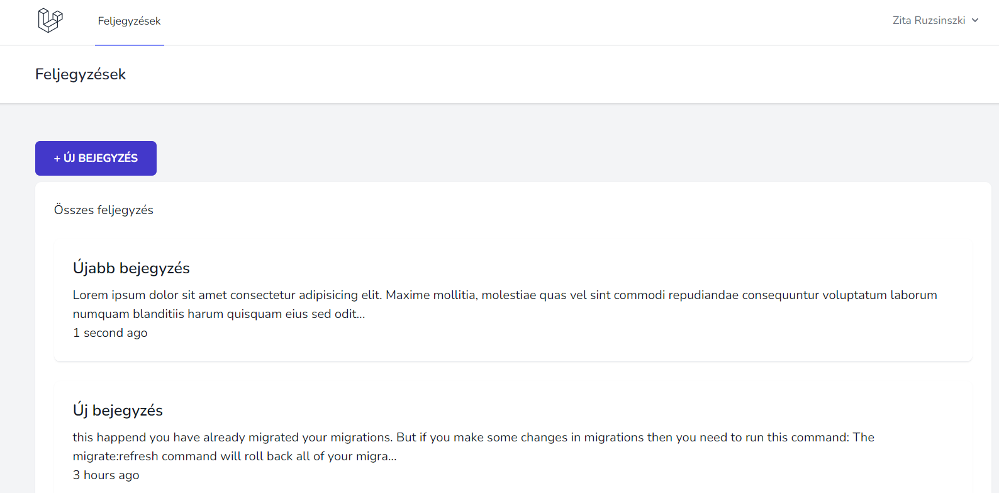 Feljegyzések
Zita Ruzsinszki
Feljegyzések
+ ÚJ BEJEGYZÉS
Összes feljegyzés
Újabb bejegyzés
Lorem ipsum dolor sit amet consectetur adipisicing elit. Maxime mollitia, molestiae quas vel sint commodi repudiandae consequuntur voluptatum laborum
numquam blanditiis harum quisquam eius sed odit...
1 second ago
Új bejegyzés
this happend you have already migrated your migrations. But if you make some changes in migrations then you need to run this command: The
migrate:refresh command will roll back all of your migra...
3 hours ago